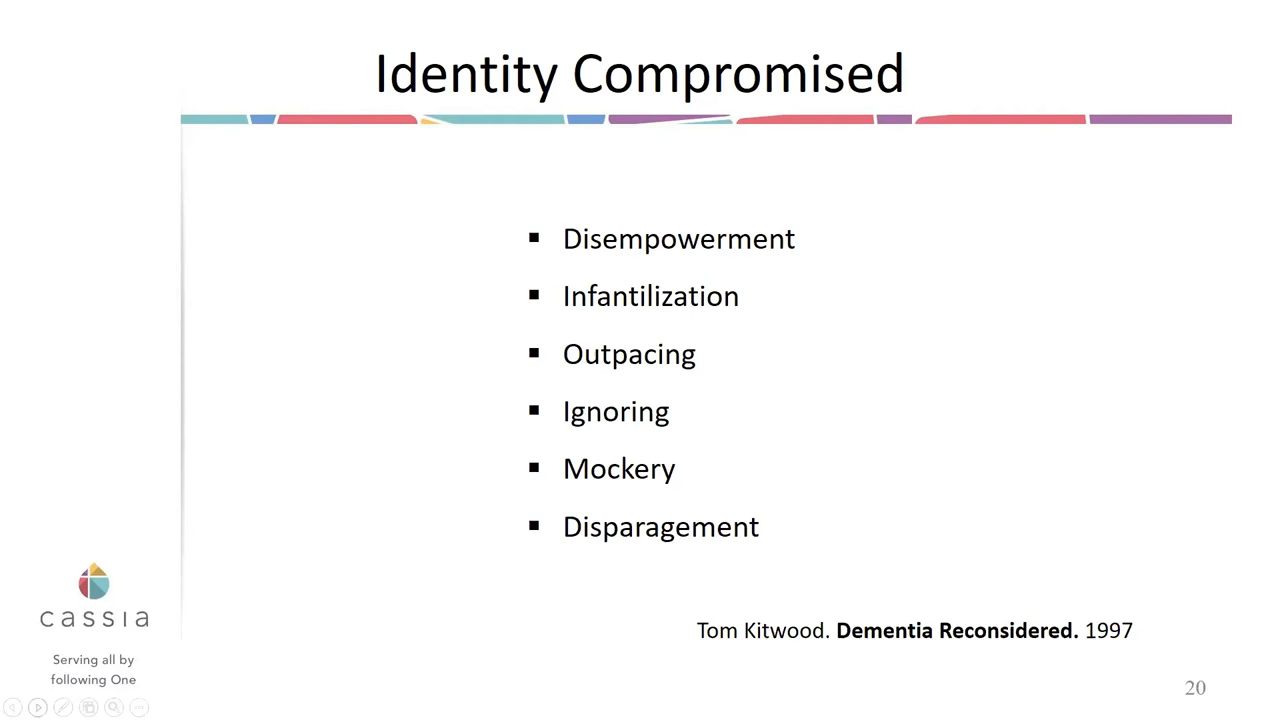 Identity Compromised
▪ Disempowerment
▪ Infantilization
▪ Outpacing
▪ Ignoring
▪ Mockery
▪ Disparagement
Tom Kitwood. Dementia Reconsidered. 1997
cassia
Serving all by
following One
20